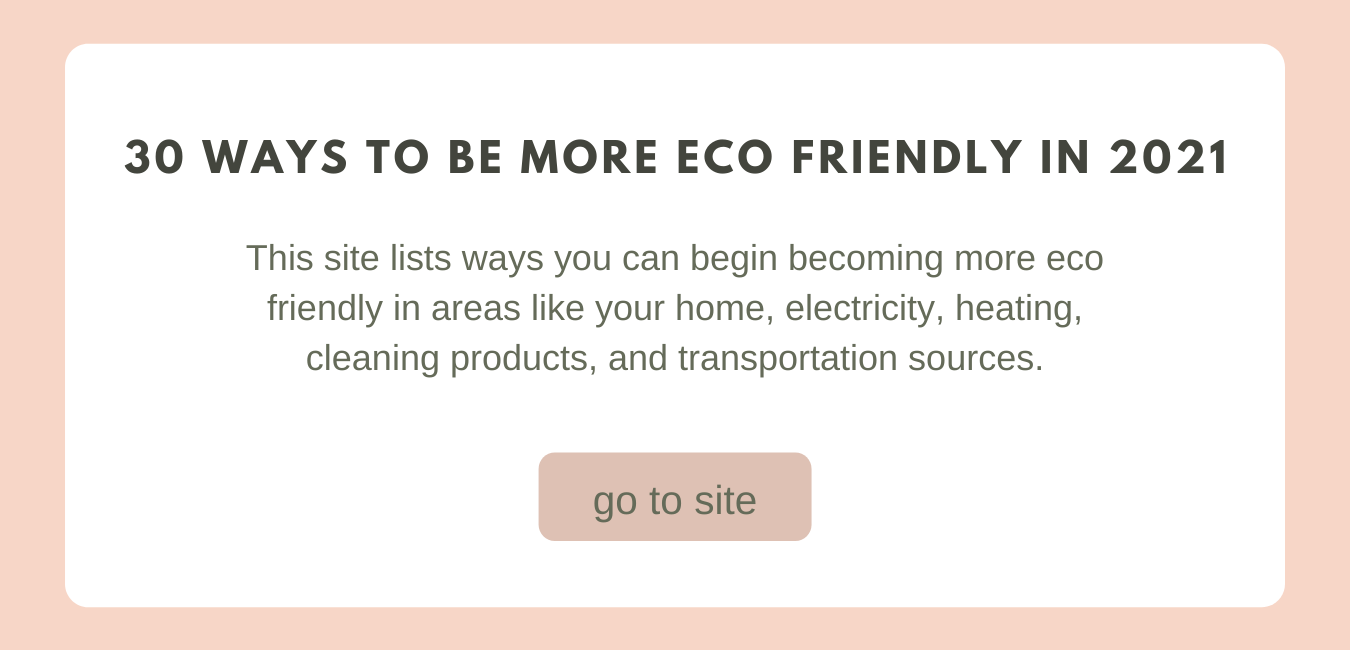 30 WAYS TO BE MORE ECO FRIENDLY IN 2021
This site lists ways you can begin becoming more eco
friendly in areas like your home, electricity, heating,
cleaning products, and transportation sources.
go to site